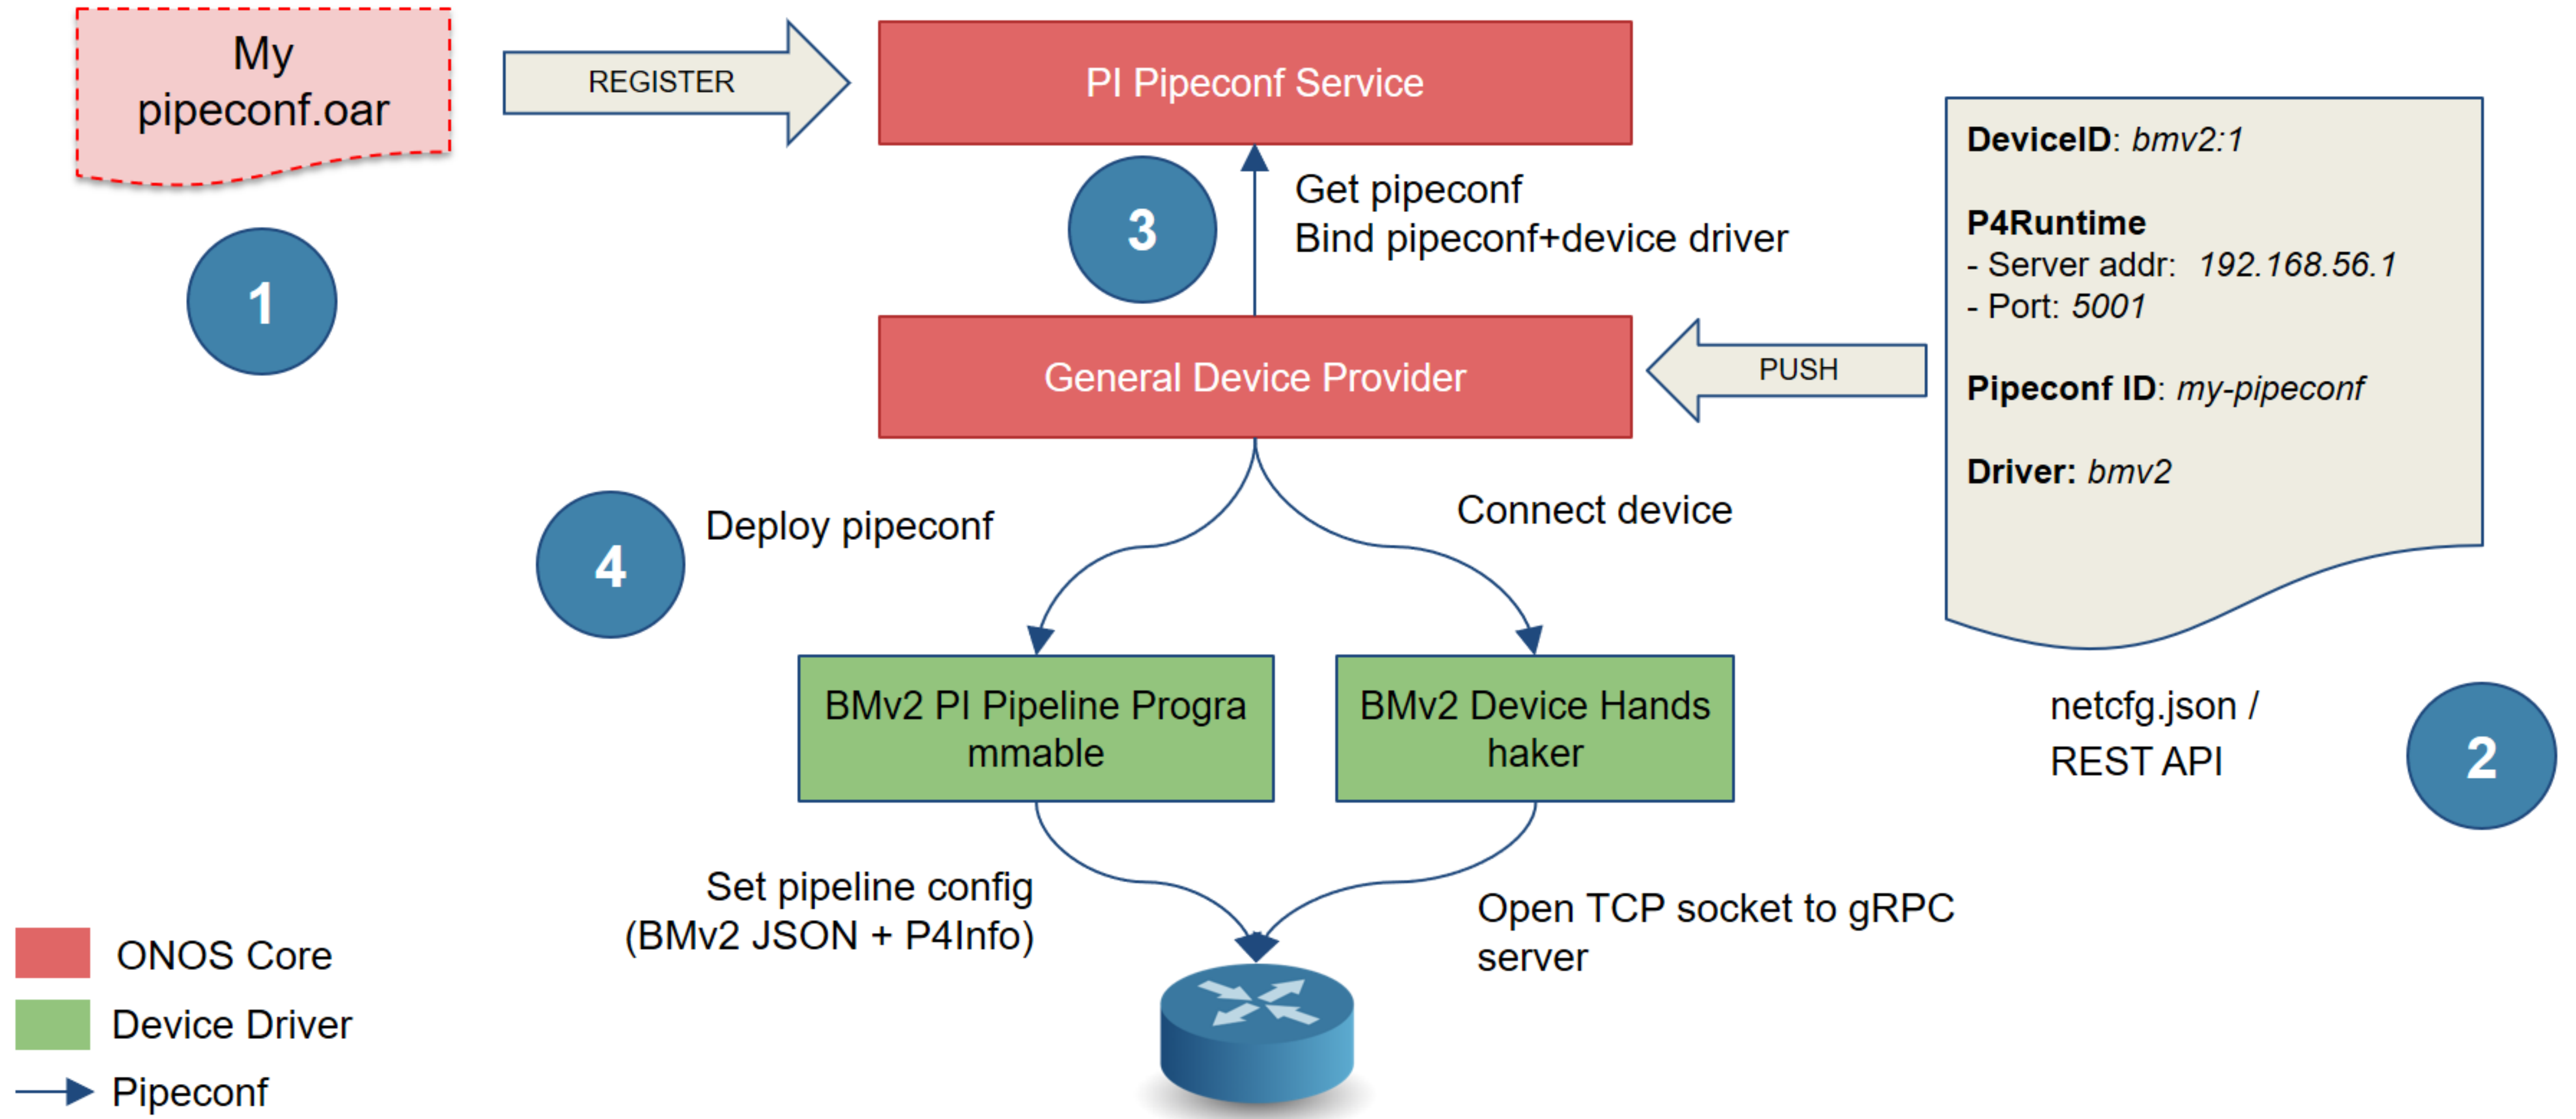 My
pipeconf.oar
REGISTER
PI Pipeconf Service
1
3
Get pipeconf
Bind pipeconf+device driver
DeviceID: bmv2:1
P4Runtime
- Server addr: 192.168.56.1
- Port: 5001
Pipeconf ID: my-pipeconf
Driver: bmv2
General Device Provider
PUSH
4
Deploy pipeconf
Connect device
BMv2 PI Pipeline Progra
mmable
BMv2 Device Hands
haker
netcfg.json /
REST API
2
Set pipeline config
(BMv2 JSON + P4Info)
Open TCP socket to gRPC
server
ONOS Core
Device Driver
Pipeconf